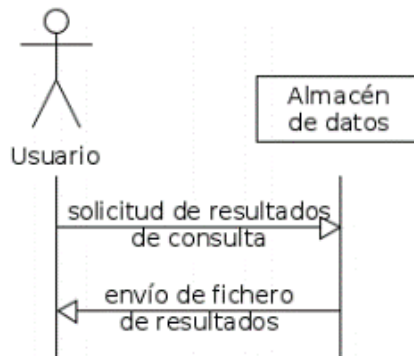 Almacén
de datos
Usuario
solicitud de resultados
de consulta
envío de fichero
de resultados